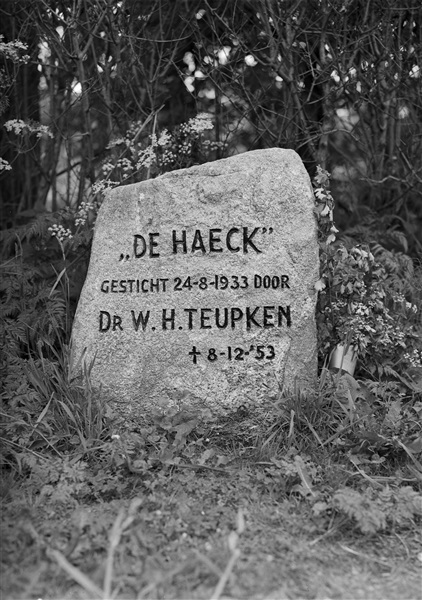 „DE HAECK”
GESTICHT 24-8-1933 DOOR
DR W.H. TEUPKEN
† 8-12-'53